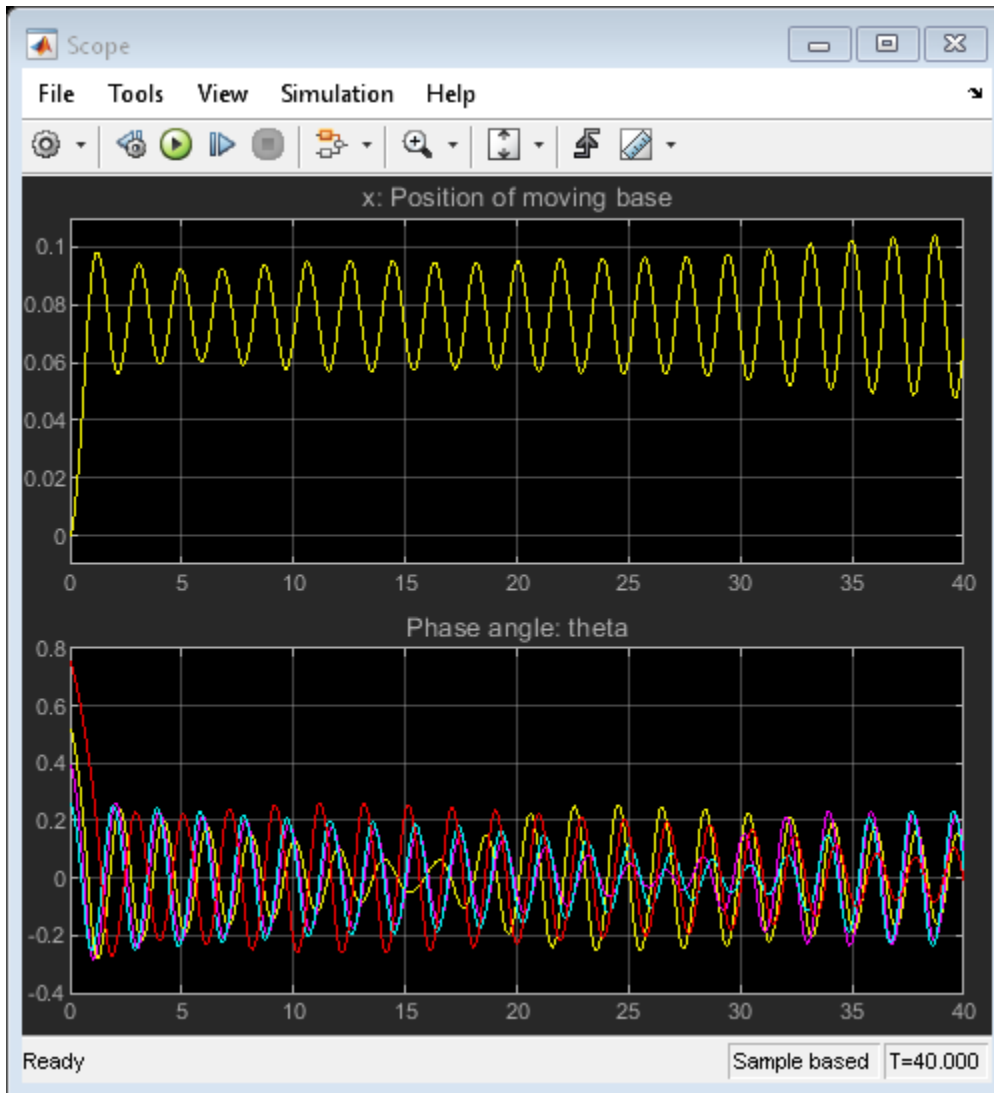 Scope
File Tools View Simulation Help
x: Position of moving base
0.1
0.08
0.06
0.04
0.02
0
0 5 10 15 20 25 30 35 40
Phase angle: theta
0.8
0.6
0.4
0.2
0
-0.2
-0.4
0 5 10 15 20 25 30 35 40
Ready Sample based T=40.000